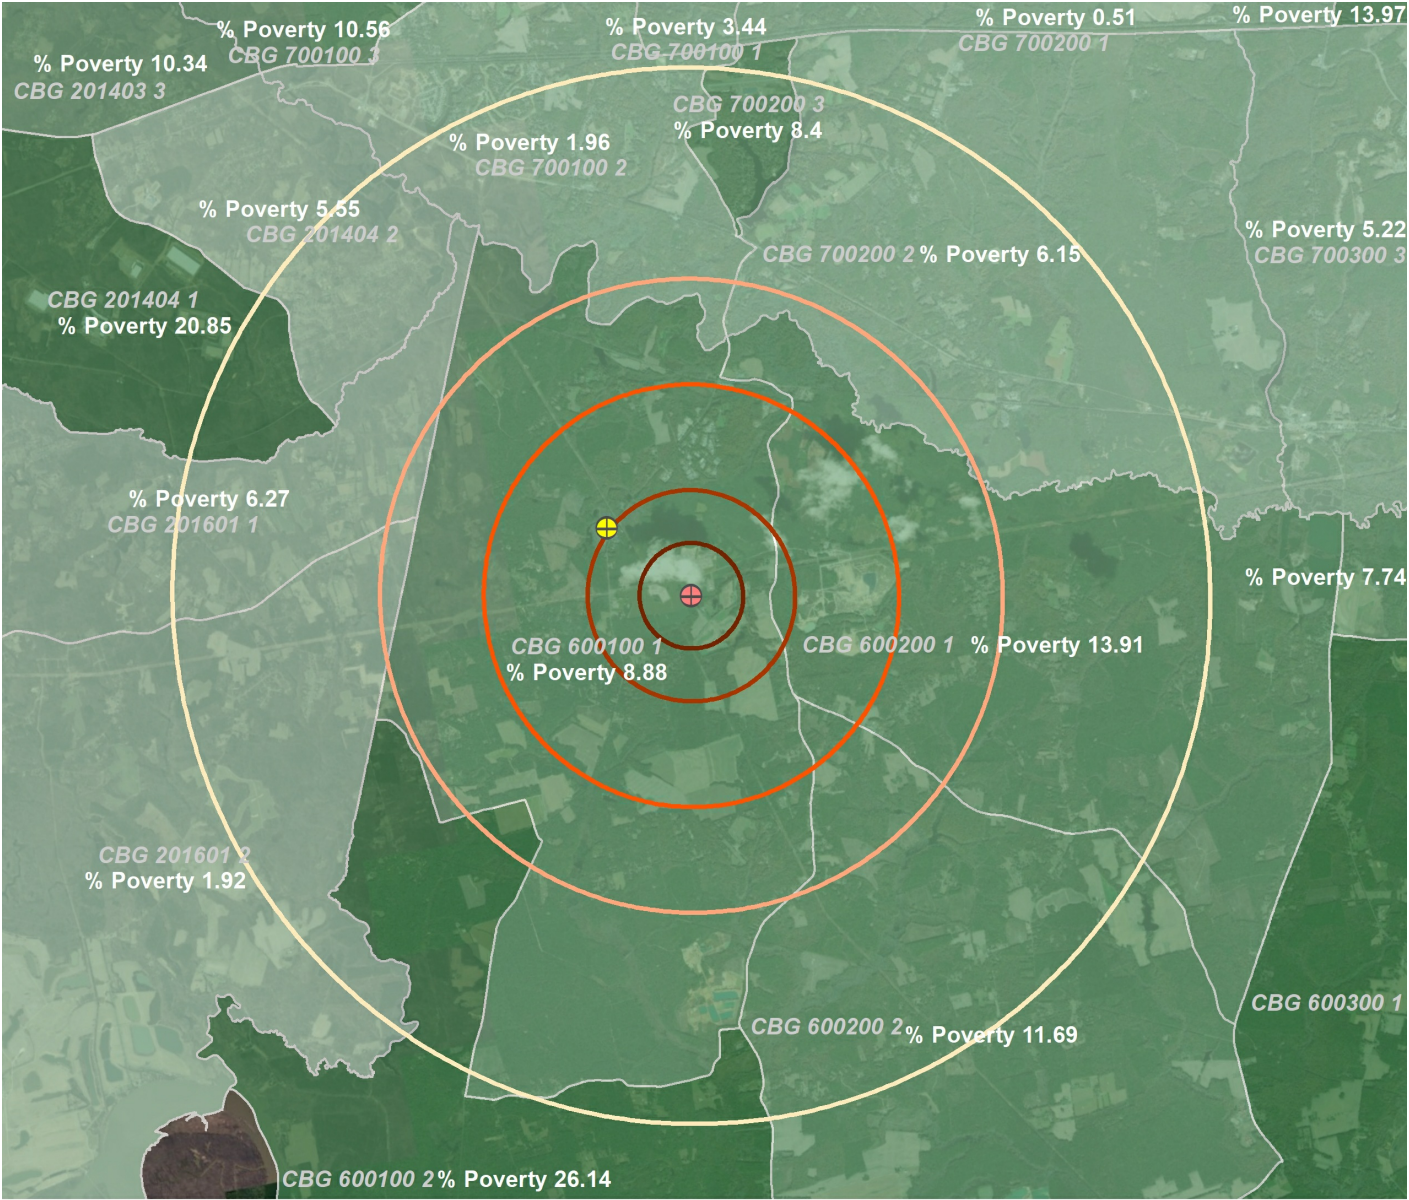 % Poverty 10.56
CBG 700100 3
% Poverty 3.44
CBG 700100 1
% Poverty 0.51
CBG 700200 1
% Poverty 13.97
% Poverty 10.34
CBG 201403 3
CBG 700200 3
% Poverty 8.4
% Poverty 1.96
CBG 700100 2
% Poverty 5.55
CBG 201404 2
CBG 700200 2 % Poverty 6.15
% Poverty 5.22
CBG 700300 3
CBG 201404 1
% Poverty 20.85
% Poverty 6.27
CBG 201601 1
% Poverty 7.74
CBG 600100 1
% Poverty 8.88
CBG 600200 1 % Poverty 13.91
CBG 201601 2
% Poverty 1.92
CBG 600300 1
CBG 600200 2 % Poverty 11.69
CBG 600100 2 % Poverty 26.14